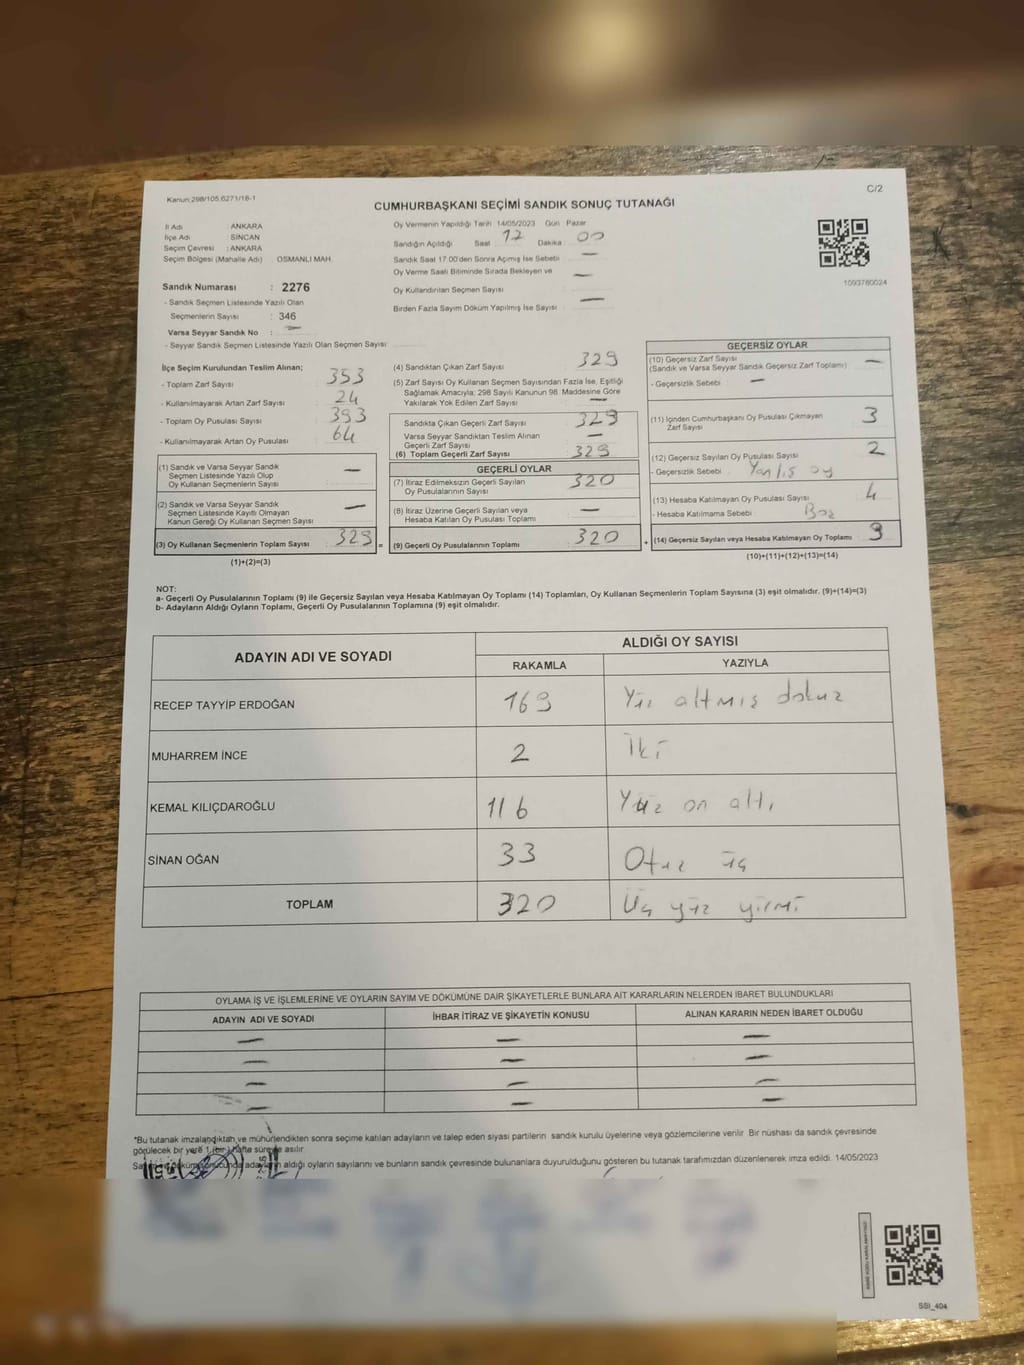 Kanun:298/105;6271/18-1
C/2
CUMHURBAŞKANI SEÇİMİ SANDIK SONUÇ TUTANAĞI
İl Adı : ANKARA
İlçe Adı : SİNCAN
Seçim Çevresi : ANKARA
Seçim Bölgesi (Mahalle Adı) : OSMANLI MAH.
Sandık Numarası : 2276
- Sandık Seçmen Listesinde Yazılı Olan
Seçmenlerin Sayısı : 346
Varsa Seyyar Sandık No : —
- Seyyar Sandık Seçmen Listesinde Yazılı Olan Seçmen Sayısı :
Oy Vermenin Yapıldığı Tarih 14/05/2023 Gün Pazar
Sandığın Açıldığı Saat 17 Dakika : 00
Sandık Saat 17.00'den Sonra Açılmış İse Sebebi —
Oy Verme Saati Bitiminde Sırada Bekleyen ve
Oy Kullandırılan Seçmen Sayısı —
Birden Fazla Sayım Döküm Yapılmış İse Sayısı —
1093780024
İlçe Seçim Kurulundan Teslim Alınan;
- Toplam Zarf Sayısı 353
- Kullanılmayarak Artan Zarf Sayısı 24
- Toplam Oy Pusulası Sayısı 393
- Kullanılmayarak Artan Oy Pusulası 64
(1) Sandık ve Varsa Seyyar Sandık
Seçmen Listesinde Yazılı Olup
Oy Kullanan Seçmenlerin Sayısı —
(2) Sandık ve Varsa Seyyar Sandık
Seçmen Listesinde Kayıtlı Olmayan
Kanun Gereği Oy Kullanan Seçmen Sayısı —
(3) Oy Kullanan Seçmenlerin Toplam Sayısı 329 =
(1)+(2)=(3)
(4) Sandıktan Çıkan Zarf Sayısı 329
(5) Zarf Sayısı Oy Kullanan Seçmen Sayısından Fazla İse, Eşitliği
Sağlamak Amacıyla; 298 Sayılı Kanunun 98. Maddesine Göre
Yakılarak Yok Edilen Zarf Sayısı —
Sandıkta Çıkan Geçerli Zarf Sayısı 329
Varsa Seyyar Sandıktan Teslim Alınan
Geçerli Zarf Sayısı —
(6) Toplam Geçerli Zarf Sayısı 329
GEÇERLİ OYLAR
(7) İtiraz Edilmeksizin Geçerli Sayılan
Oy Pusulalarının Sayısı 320
(8) İtiraz Üzerine Geçerli Sayılan veya
Hesaba Katılan Oy Pusulası Toplamı —
(9) Geçerli Oy Pusulalarının Toplamı 320 +
GEÇERSİZ OYLAR
(10) Geçersiz Zarf Sayısı
(Sandık ve Varsa Seyyar Sandık Geçersiz Zarf Toplamı) —
- Geçersizlik Sebebi : —
(11) İçinden Cumhurbaşkanı Oy Pusulası Çıkmayan
Zarf Sayısı 3
(12) Geçersiz Sayılan Oy Pusulası Sayısı 2
- Geçersizlik Sebebi : Yanlış oy
(13) Hesaba Katılmayan Oy Pusulası Sayısı 4
- Hesaba Katılmama Sebebi : Boş
(14) Geçersiz Sayılan veya Hesaba Katılmayan Oy Toplamı 9
(10)+(11)+(12)+(13)=(14)
NOT:
a- Geçerli Oy Pusulalarının Toplamı (9) ile Geçersiz Sayılan veya Hesaba Katılmayan Oy Toplamı (14) Toplamları, Oy Kullanan Seçmenlerin Toplam Sayısına (3) eşit olmalıdır. (9)+(14)=(3)
b- Adayların Aldığı Oyların Toplamı, Geçerli Oy Pusulalarının Toplamına (9) eşit olmalıdır.
ADAYIN ADI VE SOYADI
ALDIĞI OY SAYISI
RAKAMLA YAZIYLA
RECEP TAYYİP ERDOĞAN 169 Yüz altmış dokuz
MUHARREM İNCE 2 İki
KEMAL KILIÇDAROĞLU 116 Yüz on altı
SİNAN OĞAN 33 Otuz üç
TOPLAM 320 Üç yüz yirmi
OYLAMA İŞ VE İŞLEMLERİNE VE OYLARIN SAYIM VE DÖKÜMÜNE DAİR ŞİKAYETLERLE BUNLARA AİT KARARLARIN NELERDEN İBARET BULUNDUKLARI
ADAYIN ADI VE SOYADI İHBAR İTİRAZ VE ŞİKAYETİN KONUSU ALINAN KARARIN NEDEN İBARET OLDUĞU
— — —
— — —
— — —
— — —
*Bu tutanak imzalandıktan ve mühürlendikten sonra seçime katılan adayların ve talep eden siyasi partilerin sandık kurulu üyelerine veya gözlemcilerine verilir. Bir nüshası da sandık çevresinde
görülecek bir yere 1 (bir) hafta süreyle asılır.
adayların aldığı oyların sayılarını ve bunların sandık çevresinde bulunanlara duyurulduğunu gösteren bu tutanak tarafımızdan düzenlenerek imza edildi. 14/05/2023
SSI_404